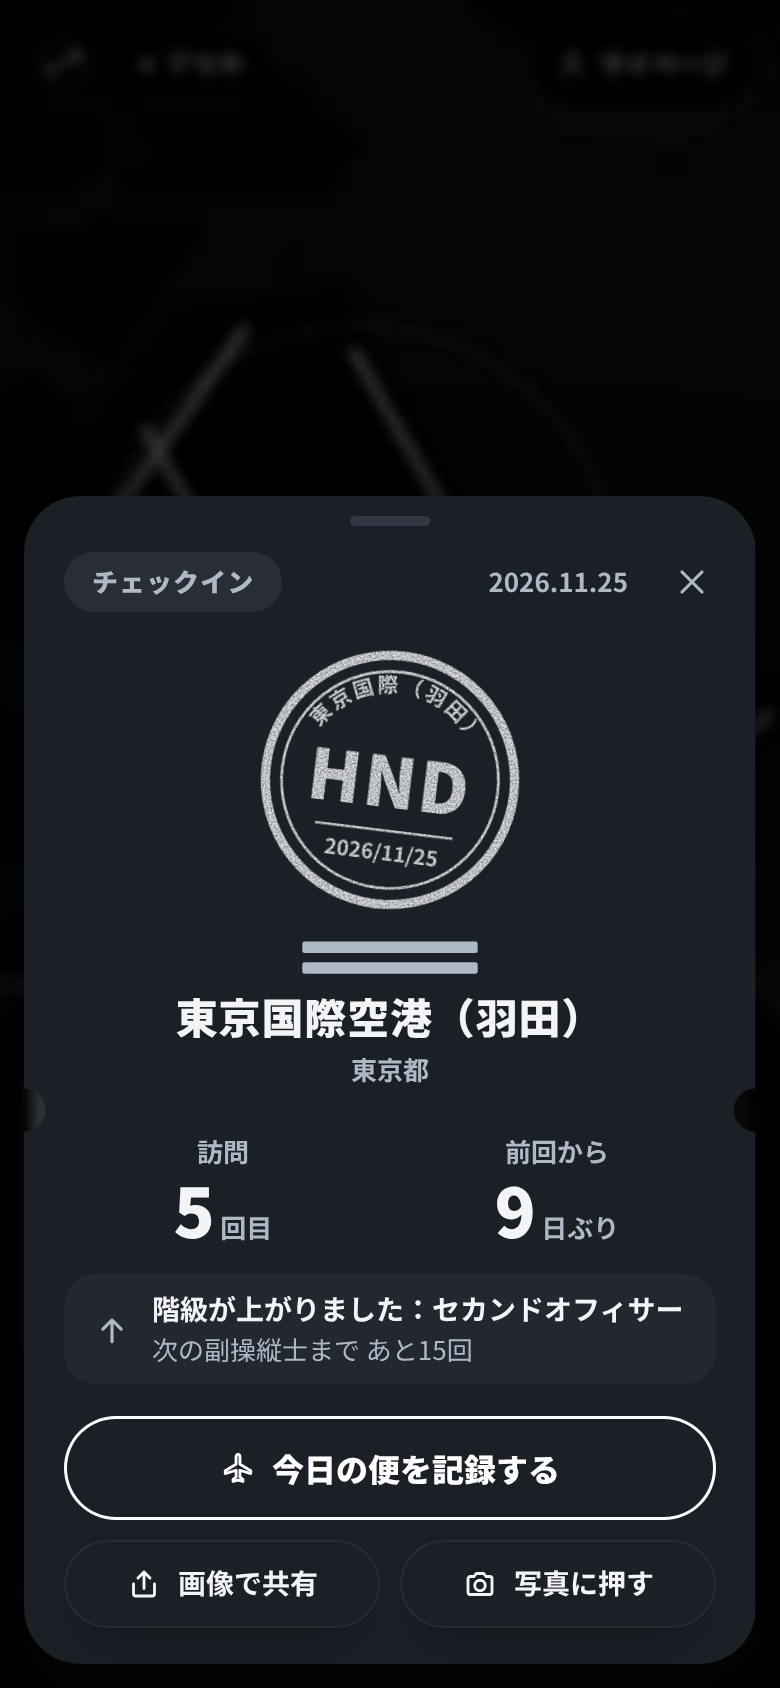 チェックイン
2026.11.25
東京国際（羽田）
HND
2026/11/25
東京国際空港（羽田）
東京都
訪問
5回目
前回から
9日ぶり
階級が上がりました：セカンドオフィサー
次の副操縦士まで あと15回
今日の便を記録する
画像で共有
写真に押す